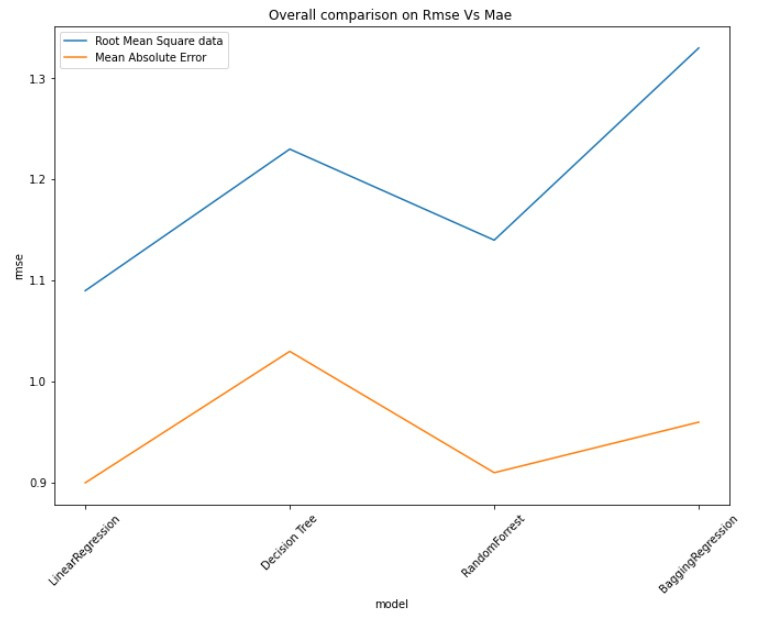 Overall comparison on Rmse Vs Mae
Root Mean Square data
Mean Absolute Error
rmse
1.3
1.2
1.1
1.0
0.9
LinearRegression
Decision Tree
RandomForrest
BaggingRegression
model